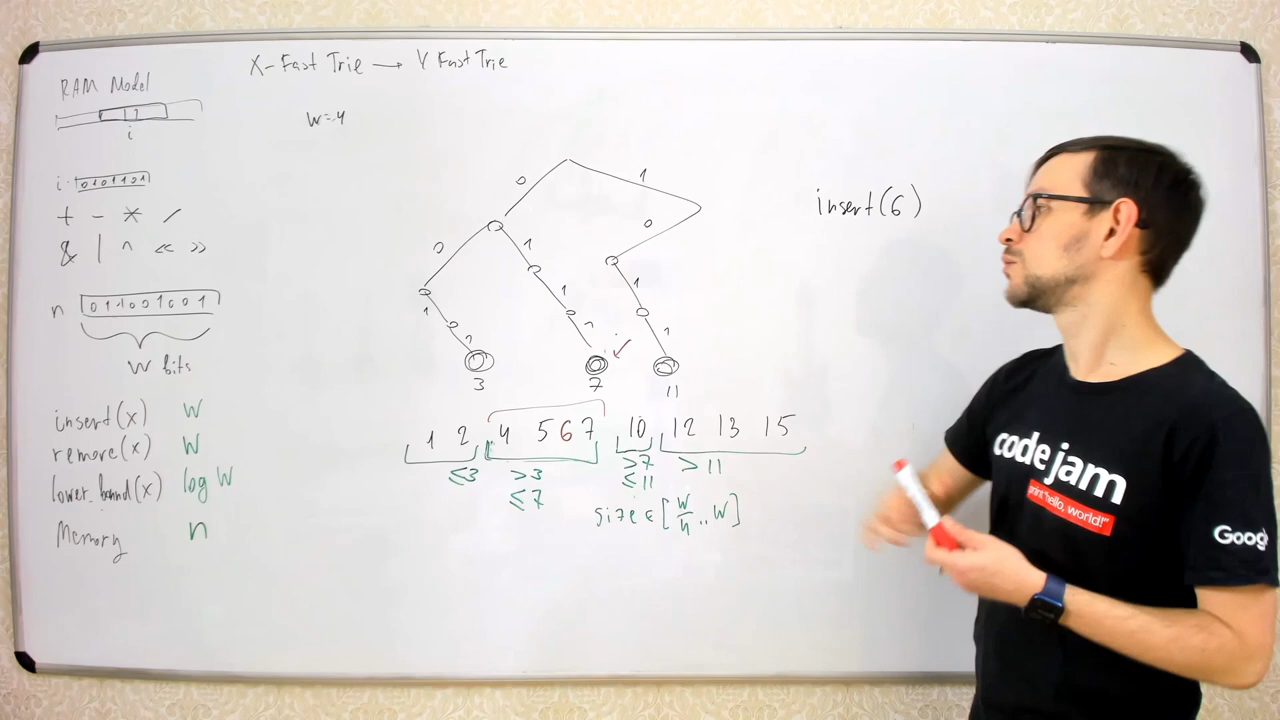 X-Fast Trie → Y Fast Trie
RAM Model
1 2
i
w=4
i 0101101
+ - * /
& | ^ << >>
n 011001001
W bits
insert(x) W
remove(x) W
lower_bound(x) log W
Memory n
0 1
0 1 0
1 1 1
1 1 1
3 7 11
1 2 4 5 6 7 10 12 13 15
≤3 >3 ≥7 >11
≤7 ≤11
size ∈ [W/4..W]
insert(6)
code jam
print "hello, world!"
Goog